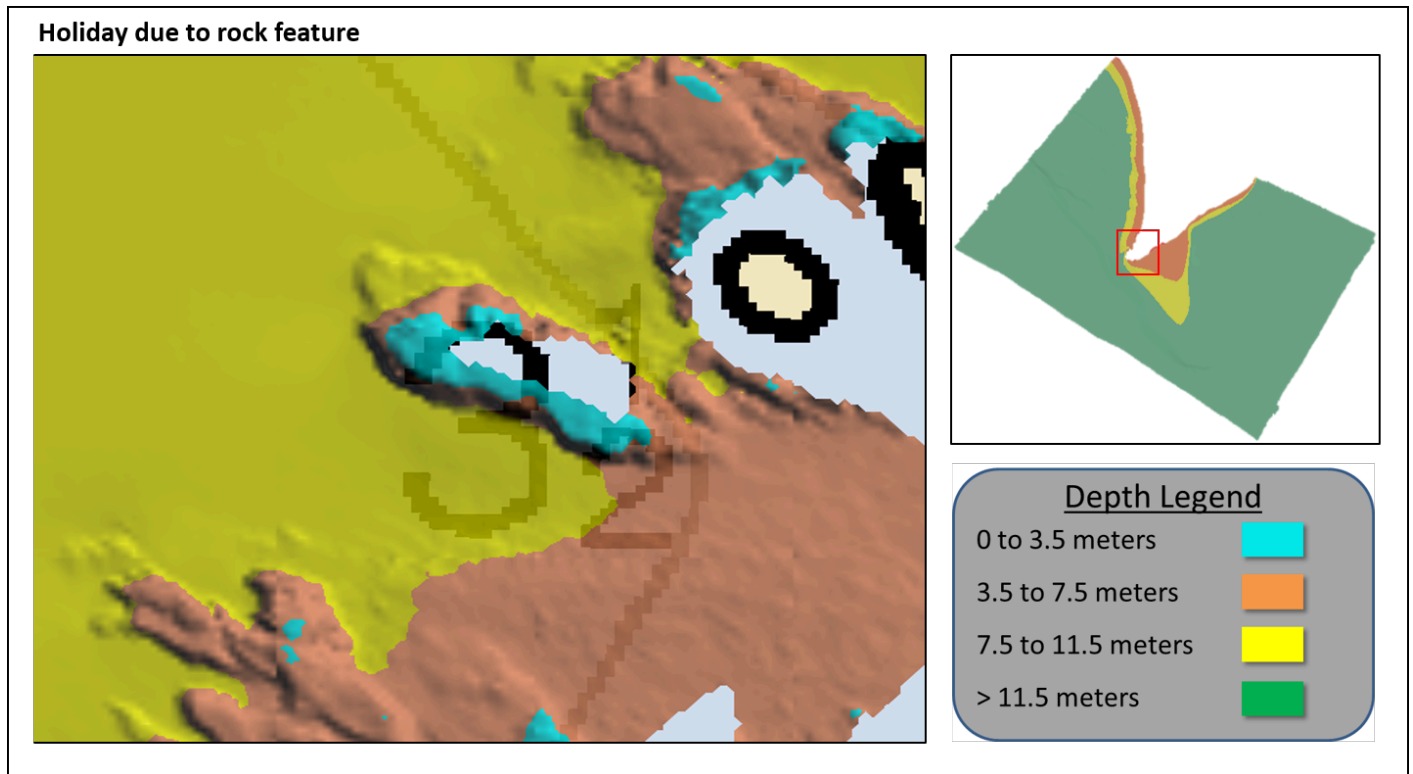 Holiday due to rock feature
Depth Legend
0 to 3.5 meters
3.5 to 7.5 meters
7.5 to 11.5 meters
> 11.5 meters